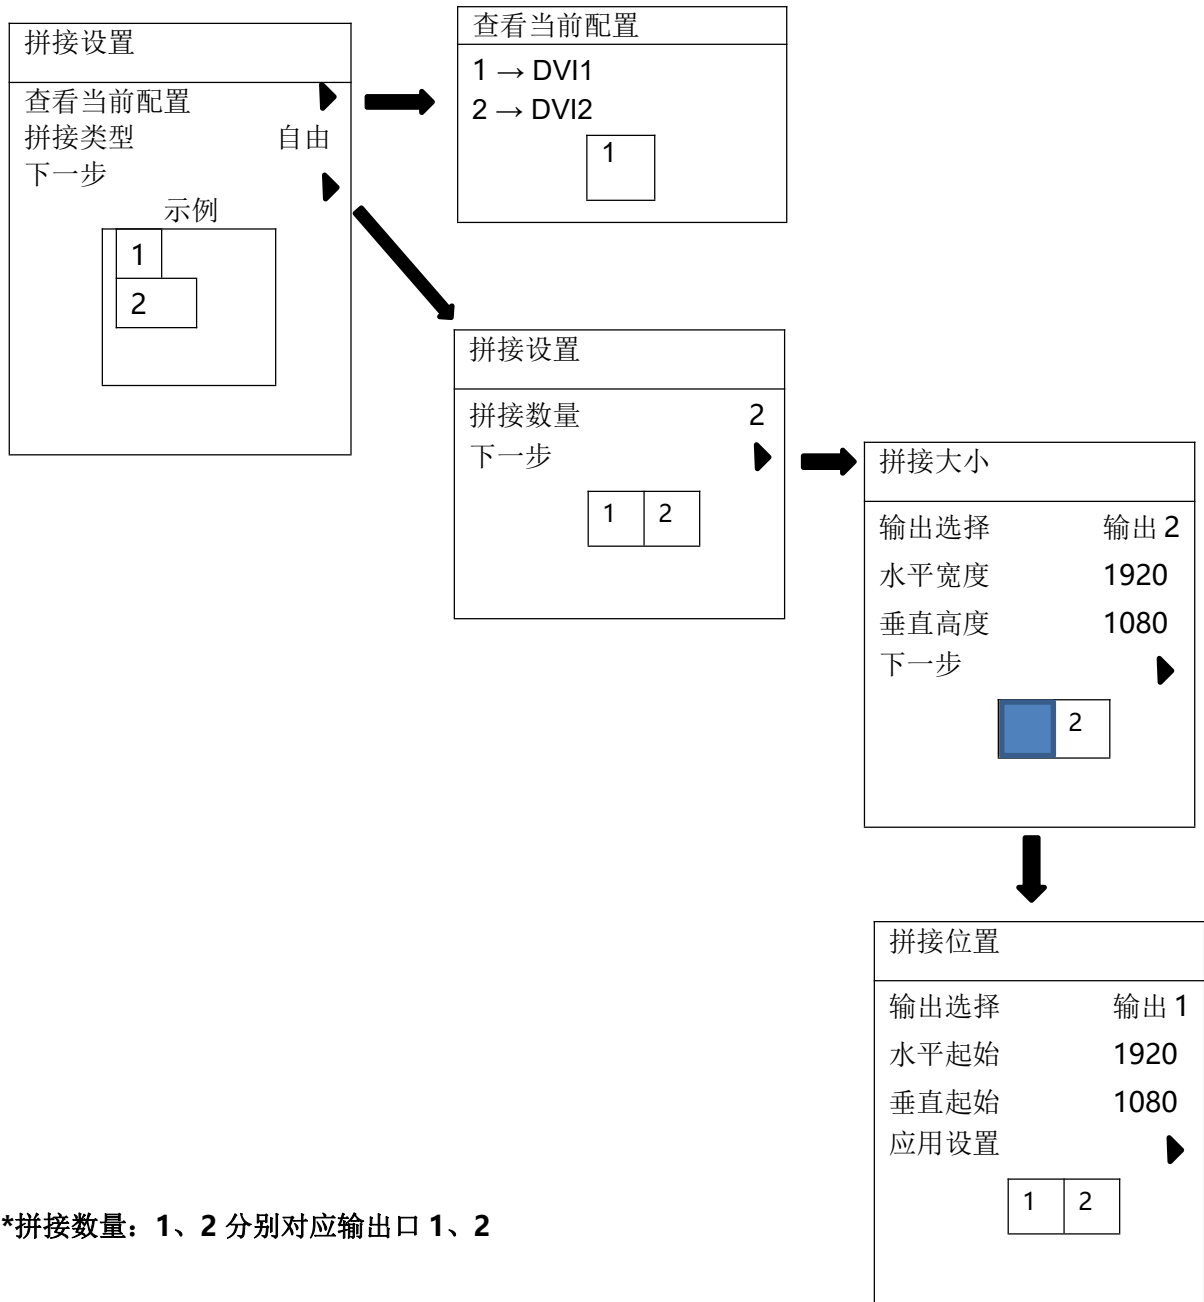 拼接设置
查看当前配置
拼接类型 自由
下一步
示例
1
2
查看当前配置
1 → DVI1
2 → DVI2
1
拼接设置
拼接数量 2
下一步
1 2
拼接大小
输出选择 输出 2
水平宽度 1920
垂直高度 1080
下一步
2
拼接位置
输出选择 输出 1
水平起始 1920
垂直起始 1080
应用设置
1 2
*拼接数量：1、2 分别对应输出口 1、2